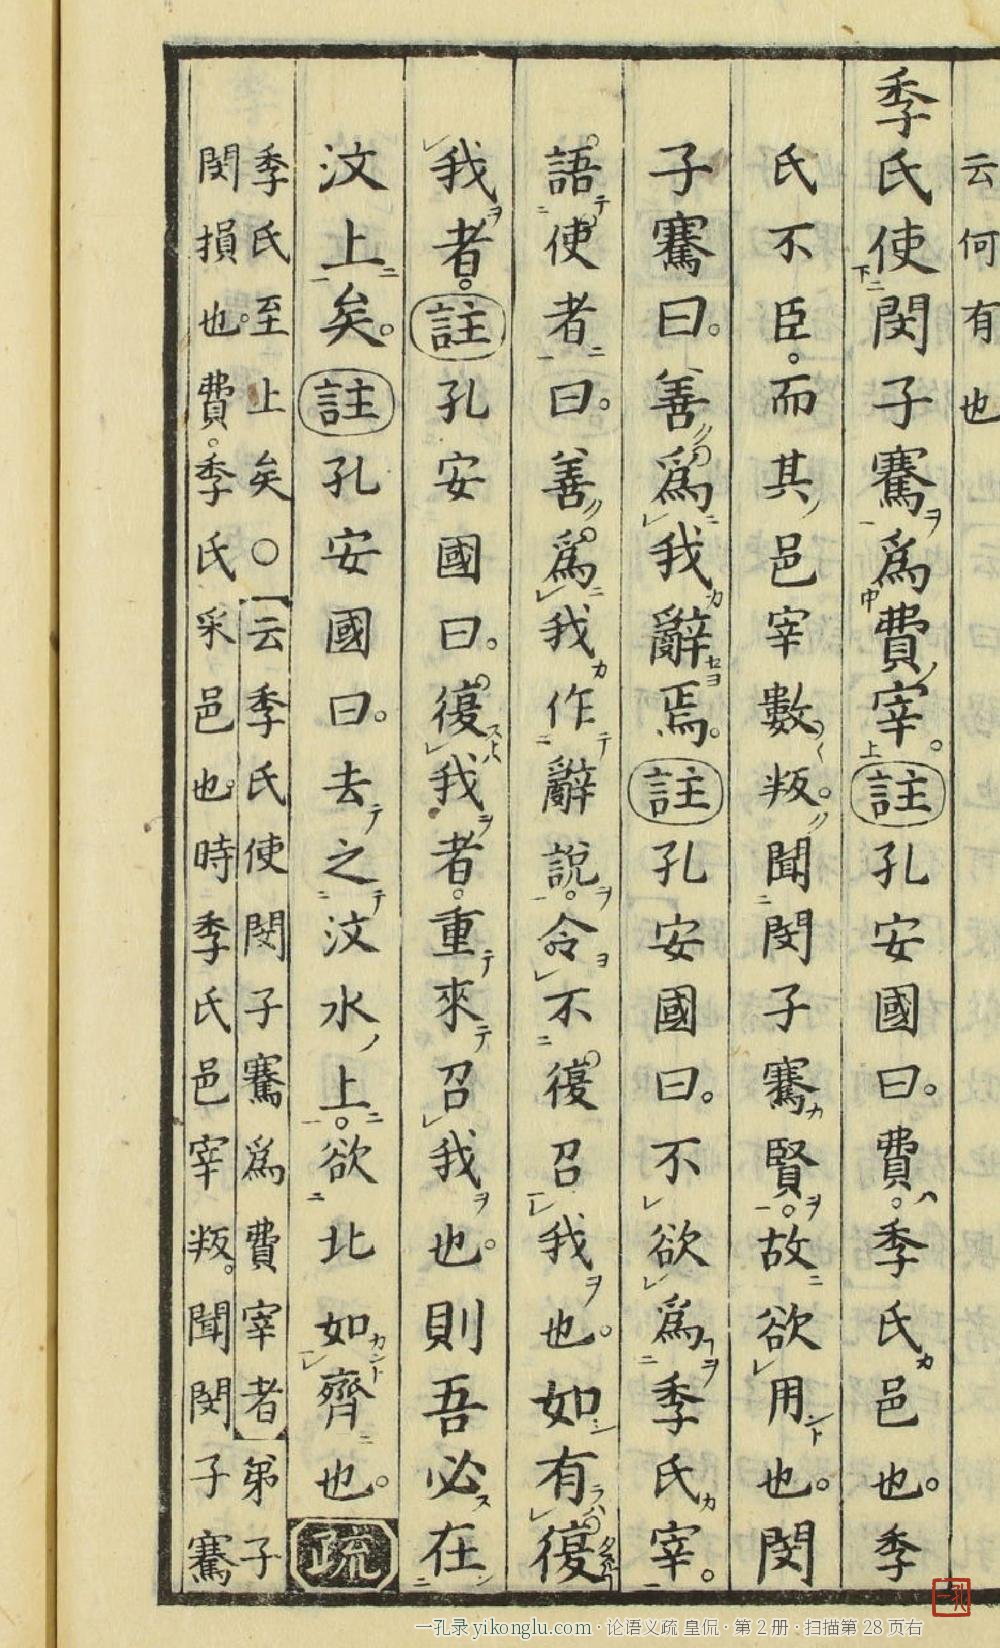 云何有也
季氏使閔子騫爲費宰。註孔安國曰。費。季氏邑也。季
氏不臣。而其邑宰數叛。聞閔子騫賢。故欲用也。閔
子騫曰。善爲我辭焉。註孔安國曰。不欲爲季氏宰。
語使者曰。善爲我作辭說。令不復召我也。如有復
我者。註孔安國曰。復我者。重來召我也。則吾必在
汶上矣。註孔安國曰。去之汶水上。欲北如齊也。疏
季氏至上矣〇云季氏使閔子騫爲費宰者弟子
閔損也。費。季氏采邑也。時季氏邑宰叛。聞閔子騫
一孔录 yikonglu.com · 论语义疏 皇侃 · 第 2 册 · 扫描第 28 页右
一孔